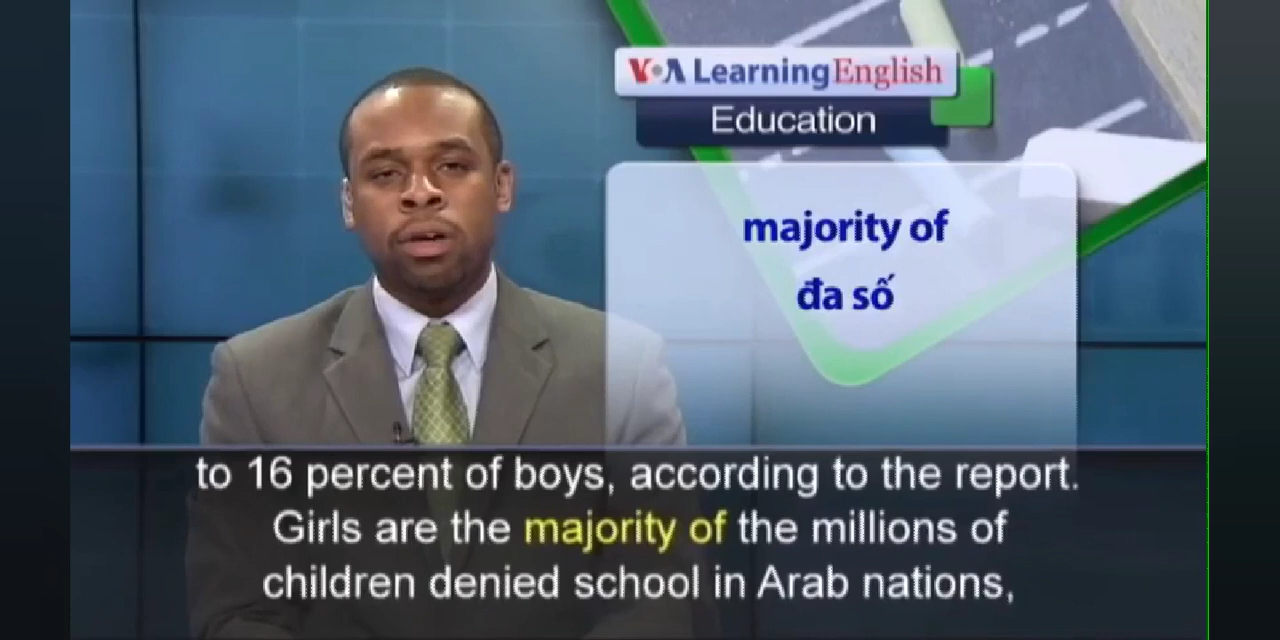 VOA LearningEnglish
Education
majority of
đa số
to 16 percent of boys, according to the report.
Girls are the majority of the millions of
children denied school in Arab nations,